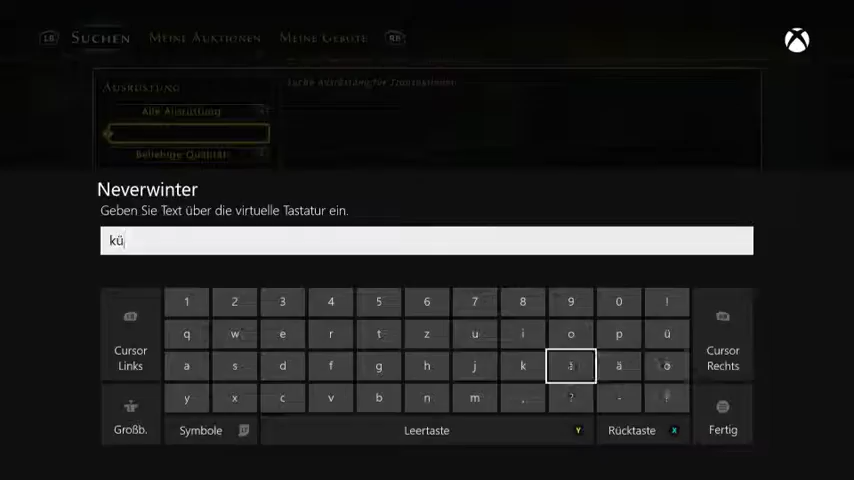 LB SUCHEN MEINE AUKTIONEN MEINE GEBOTE RB
AUSRÜSTUNG
Alle Ausrüstung
Beliebige Qualität
Neverwinter
Geben Sie Text über die virtuelle Tastatur ein.
kü
1 2 3 4 5 6 7 8 9 0 !
q w e r t z u i o p ü
a s d f g h j k ä ö
y x c v b n m , ? -
Cursor Links
Cursor Rechts
Großb. Symbole LT Leertaste Y Rücktaste X Fertig